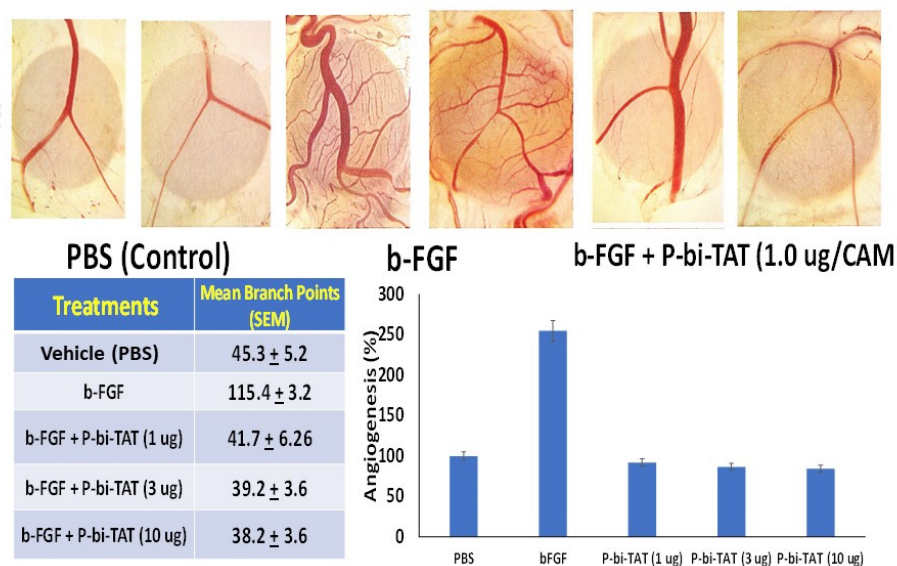 PBS (Control)
b-FGF
b-FGF + P-bi-TAT (1.0 ug/CAM
Treatments
Mean Branch Points
(SEM)
Vehicle (PBS)
45.3 ± 5.2
b-FGF
115.4 ± 3.2
b-FGF + P-bi-TAT (1 ug)
41.7 ± 6.26
b-FGF + P-bi-TAT (3 ug)
39.2 ± 3.6
b-FGF + P-bi-TAT (10 ug)
38.2 ± 3.6
Angiogenesis (%)
300
250
200
150
100
50
0
PBS
bFGF
P-bi-TAT (1 ug)
P-bi-TAT (3 ug)
P-bi-TAT (10 ug)